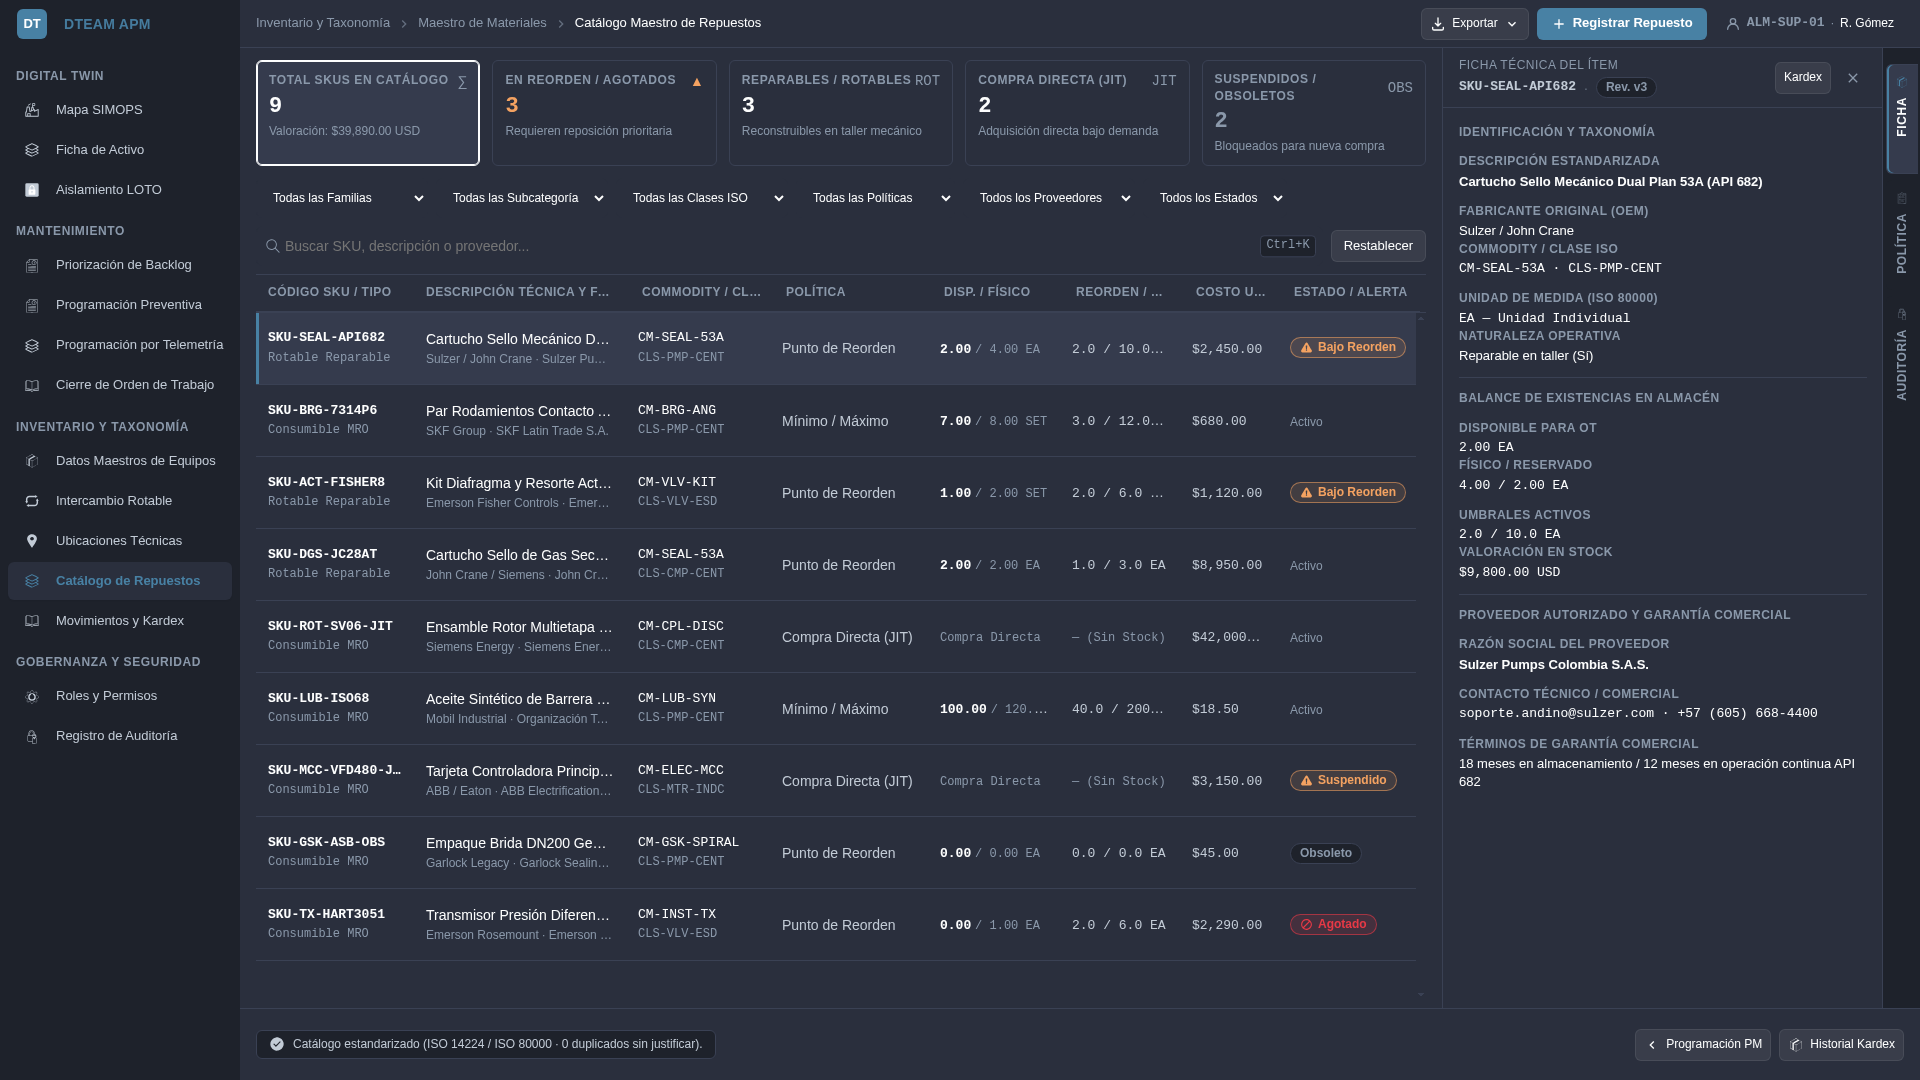 DT DTEAM APM
DIGITAL TWIN
Mapa SIMOPS
Ficha de Activo
Aislamiento LOTO
MANTENIMIENTO
Priorización de Backlog
Programación Preventiva
Programación por Telemetría
Cierre de Orden de Trabajo
INVENTARIO Y TAXONOMÍA
Datos Maestros de Equipos
Intercambio Rotable
Ubicaciones Técnicas
Catálogo de Repuestos
Movimientos y Kardex
GOBERNANZA Y SEGURIDAD
Roles y Permisos
Registro de Auditoría
Inventario y Taxonomía > Maestro de Materiales > Catálogo Maestro de Repuestos
Exportar
+ Registrar Repuesto
ALM-SUP-01 · R. Gómez
TOTAL SKUS EN CATÁLOGO ∑
9
Valoración: $39,890.00 USD
EN REORDEN / AGOTADOS ▲
3
Requieren reposición prioritaria
REPARABLES / ROTABLES ROT
3
Reconstruibles en taller mecánico
COMPRA DIRECTA (JIT) JIT
2
Adquisición directa bajo demanda
SUSPENDIDOS / OBSOLETOS OBS
2
Bloqueados para nueva compra
Todas las Familias Todas las Subcategoría Todas las Clases ISO Todas las Políticas Todos los Proveedores Todos los Estados
Buscar SKU, descripción o proveedor... Ctrl+K Restablecer
CÓDIGO SKU / TIPO DESCRIPCIÓN TÉCNICA Y F... COMMODITY / CL... POLÍTICA DISP. / FÍSICO REORDEN / ... COSTO U... ESTADO / ALERTA
SKU-SEAL-API682 Cartucho Sello Mecánico D... CM-SEAL-53A Punto de Reorden 2.00 / 4.00 EA 2.0 / 10.0... $2,450.00 Bajo Reorden
Rotable Reparable Sulzer / John Crane · Sulzer Pu... CLS-PMP-CENT
SKU-BRG-7314P6 Par Rodamientos Contacto ... CM-BRG-ANG Mínimo / Máximo 7.00 / 8.00 SET 3.0 / 12.0... $680.00 Activo
Consumible MRO SKF Group · SKF Latin Trade S.A. CLS-PMP-CENT
SKU-ACT-FISHER8 Kit Diafragma y Resorte Act... CM-VLV-KIT Punto de Reorden 1.00 / 2.00 SET 2.0 / 6.0 ... $1,120.00 Bajo Reorden
Rotable Reparable Emerson Fisher Controls · Emer... CLS-VLV-ESD
SKU-DGS-JC28AT Cartucho Sello de Gas Sec... CM-SEAL-53A Punto de Reorden 2.00 / 2.00 EA 1.0 / 3.0 EA $8,950.00 Activo
Rotable Reparable John Crane / Siemens · John Cr... CLS-CMP-CENT
SKU-ROT-SV06-JIT Ensamble Rotor Multietapa ... CM-CPL-DISC Compra Directa (JIT) Compra Directa — (Sin Stock) $42,000... Activo
Consumible MRO Siemens Energy · Siemens Ener... CLS-CMP-CENT
SKU-LUB-ISO68 Aceite Sintético de Barrera ... CM-LUB-SYN Mínimo / Máximo 100.00 / 120.... 40.0 / 200... $18.50 Activo
Consumible MRO Mobil Industrial · Organización T... CLS-PMP-CENT
SKU-MCC-VFD480-J... Tarjeta Controladora Princip... CM-ELEC-MCC Compra Directa (JIT) Compra Directa — (Sin Stock) $3,150.00 Suspendido
Consumible MRO ABB / Eaton · ABB Electrification... CLS-MTR-INDC
SKU-GSK-ASB-OBS Empaque Brida DN200 Ge... CM-GSK-SPIRAL Punto de Reorden 0.00 / 0.00 EA 0.0 / 0.0 EA $45.00 Obsoleto
Consumible MRO Garlock Legacy · Garlock Sealin... CLS-PMP-CENT
SKU-TX-HART3051 Transmisor Presión Diferen... CM-INST-TX Punto de Reorden 0.00 / 1.00 EA 2.0 / 6.0 EA $2,290.00 Agotado
Consumible MRO Emerson Rosemount · Emerson ... CLS-VLV-ESD
FICHA TÉCNICA DEL ÍTEM
SKU-SEAL-API682 · Rev. v3
Kardex
IDENTIFICACIÓN Y TAXONOMÍA
DESCRIPCIÓN ESTANDARIZADA
Cartucho Sello Mecánico Dual Plan 53A (API 682)
FABRICANTE ORIGINAL (OEM)
Sulzer / John Crane
COMMODITY / CLASE ISO
CM-SEAL-53A · CLS-PMP-CENT
UNIDAD DE MEDIDA (ISO 80000)
EA — Unidad Individual
NATURALEZA OPERATIVA
Reparable en taller (Sí)
BALANCE DE EXISTENCIAS EN ALMACÉN
DISPONIBLE PARA OT
2.00 EA
FÍSICO / RESERVADO
4.00 / 2.00 EA
UMBRALES ACTIVOS
2.0 / 10.0 EA
VALORACIÓN EN STOCK
$9,800.00 USD
PROVEEDOR AUTORIZADO Y GARANTÍA COMERCIAL
RAZÓN SOCIAL DEL PROVEEDOR
Sulzer Pumps Colombia S.A.S.
CONTACTO TÉCNICO / COMERCIAL
soporte.andino@sulzer.com · +57 (605) 668-4400
TÉRMINOS DE GARANTÍA COMERCIAL
18 meses en almacenamiento / 12 meses en operación continua API
682
FICHA
POLÍTICA
AUDITORÍA
Catálogo estandarizado (ISO 14224 / ISO 80000 · 0 duplicados sin justificar).
Programación PM
Historial Kardex